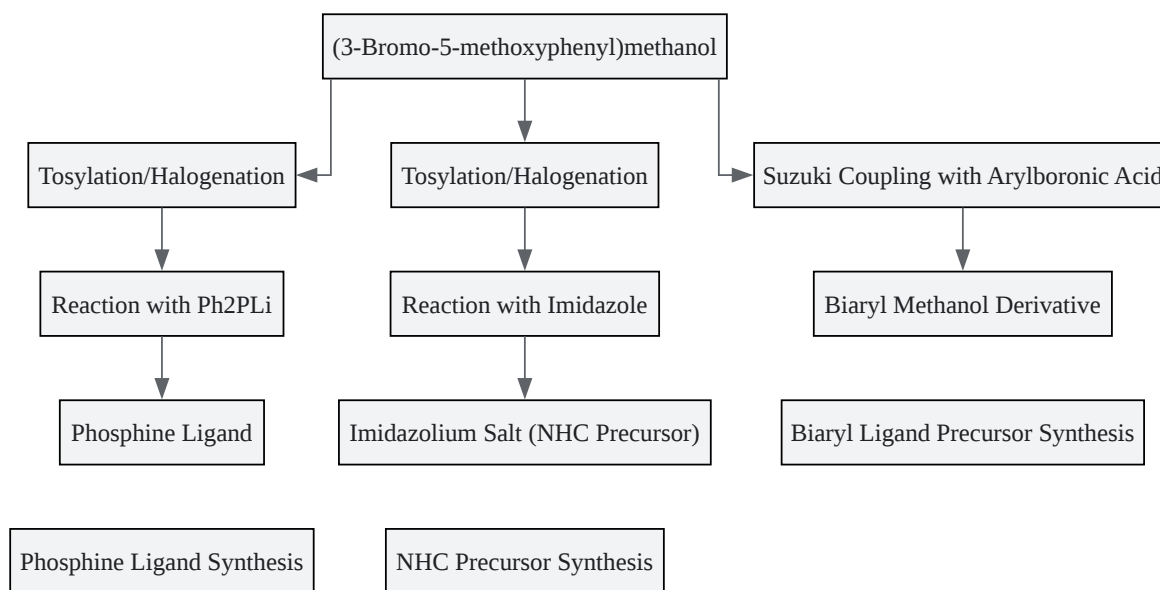 (3-Bromo-5-methoxyphenyl)methanol
Tosylation/Halogenation
Tosylation/Halogenation
Suzuki Coupling with Arylboronic Acid
Reaction with Ph2PLi
Reaction with Imidazole
Biaryl Methanol Derivative
Phosphine Ligand
Imidazolium Salt (NHC Precursor)
Biaryl Ligand Precursor Synthesis
Phosphine Ligand Synthesis
NHC Precursor Synthesis